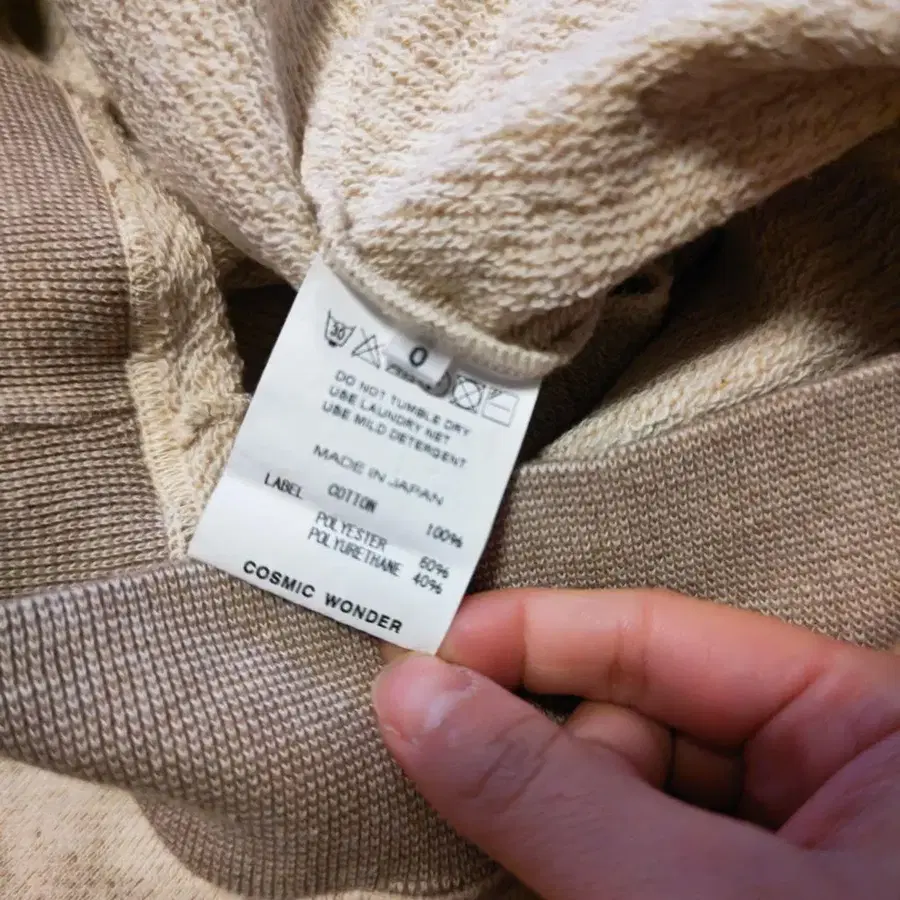 30
0
DO NOT TUMBLE DRY
USE LAUNDRY NET
USE MILD DETERGENT
MADE IN JAPAN
COTTON 100%
LABEL POLYESTER 60%
POLYURETHANE 40%
COSMIC WONDER